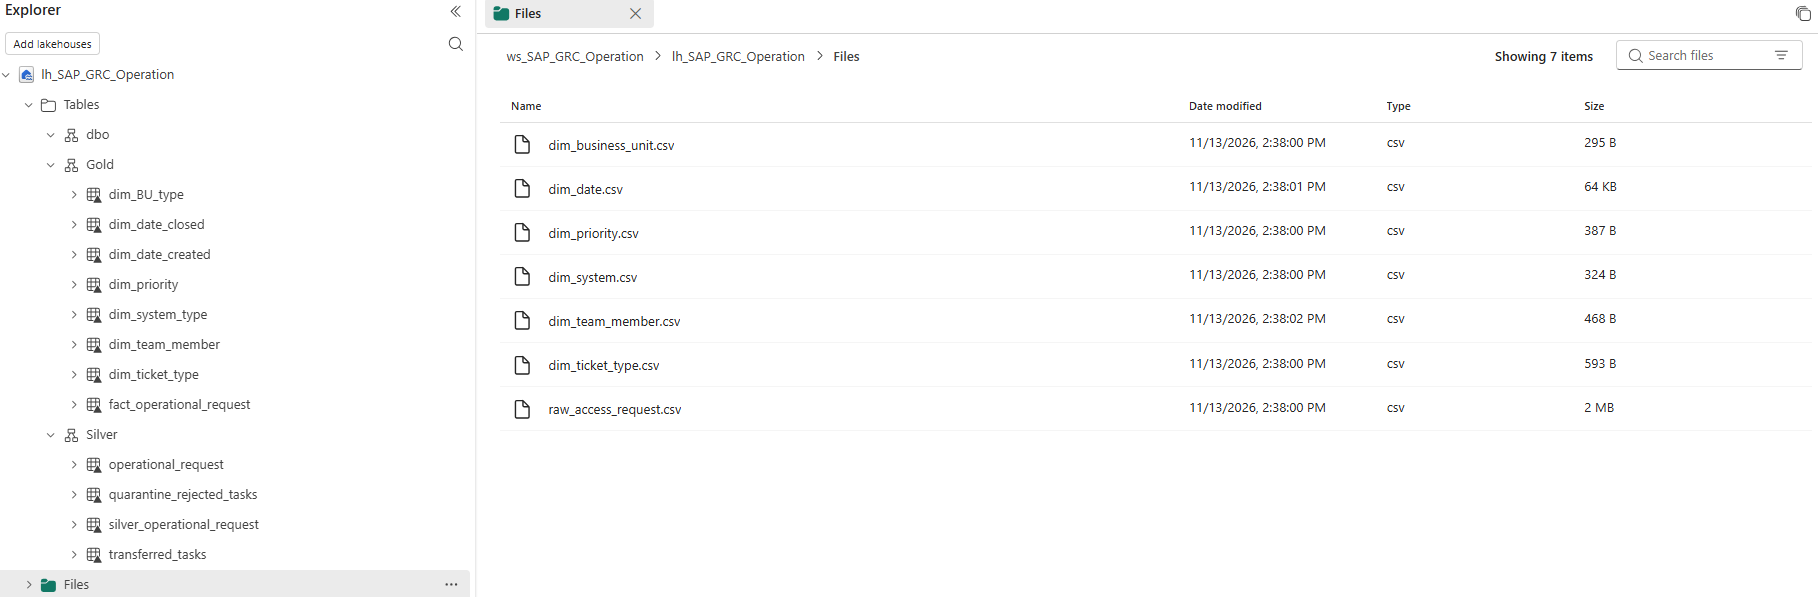 Explorer
Add lakehouses
lh_SAP_GRC_Operation
Tables
dbo
Gold
dim_BU_type
dim_date_closed
dim_date_created
dim_priority
dim_system_type
dim_team_member
dim_ticket_type
fact_operational_request
Silver
operational_request
quarantine_rejected_tasks
silver_operational_request
transferred_tasks
Files
Files
ws_SAP_GRC_Operation > lh_SAP_GRC_Operation > Files
Showing 7 items
Search files
Name Date modified Type Size
dim_business_unit.csv 11/13/2026, 2:38:00 PM csv 295 B
dim_date.csv 11/13/2026, 2:38:01 PM csv 64 KB
dim_priority.csv 11/13/2026, 2:38:00 PM csv 387 B
dim_system.csv 11/13/2026, 2:38:00 PM csv 324 B
dim_team_member.csv 11/13/2026, 2:38:02 PM csv 468 B
dim_ticket_type.csv 11/13/2026, 2:38:00 PM csv 593 B
raw_access_request.csv 11/13/2026, 2:38:00 PM csv 2 MB